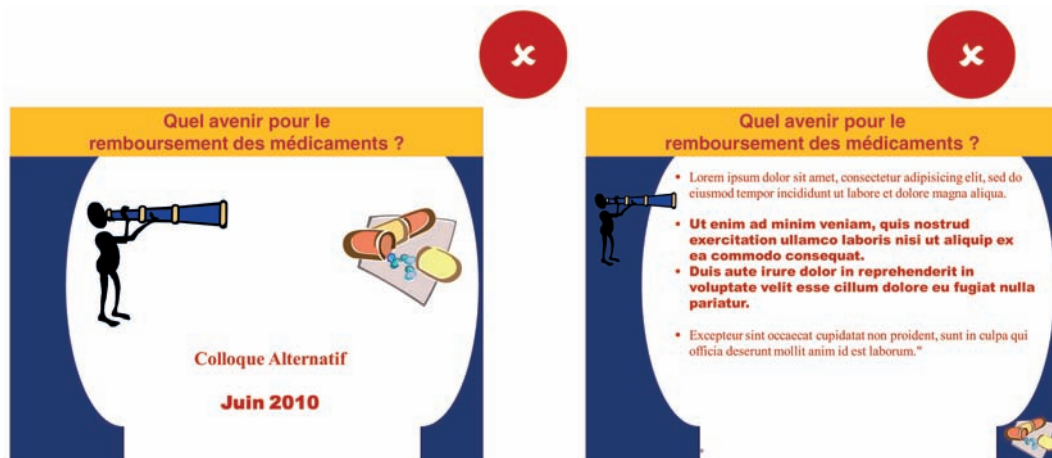 Quel avenir pour le
remboursement des médicaments ?
Colloque Alternatif
Juin 2010
Quel avenir pour le
remboursement des médicaments ?
• Lorem ipsum dolor sit amet, consectetur adipisicing elit, sed do
eiusmod tempor incididunt ut labore et dolore magna aliqua.
• Ut enim ad minim veniam, quis nostrud
exercitation ullamco laboris nisi ut aliquip ex
ea commodo consequat.
• Duis aute irure dolor in reprehenderit in
voluptate velit esse cillum dolore eu fugiat nulla
pariatur.
• Excepteur sint occaecat cupidatat non proident, sunt in culpa qui
officia deserunt mollit anim id est laborum."